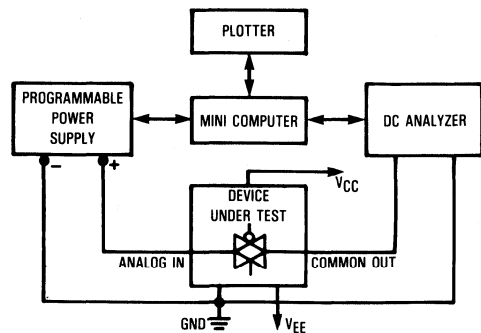 PLOTTER
PROGRAMMABLE
POWER
SUPPLY
MINI COMPUTER
DC ANALYZER
- +
VCC
DEVICE
UNDER TEST
ANALOG IN
COMMON OUT
GND
VEE